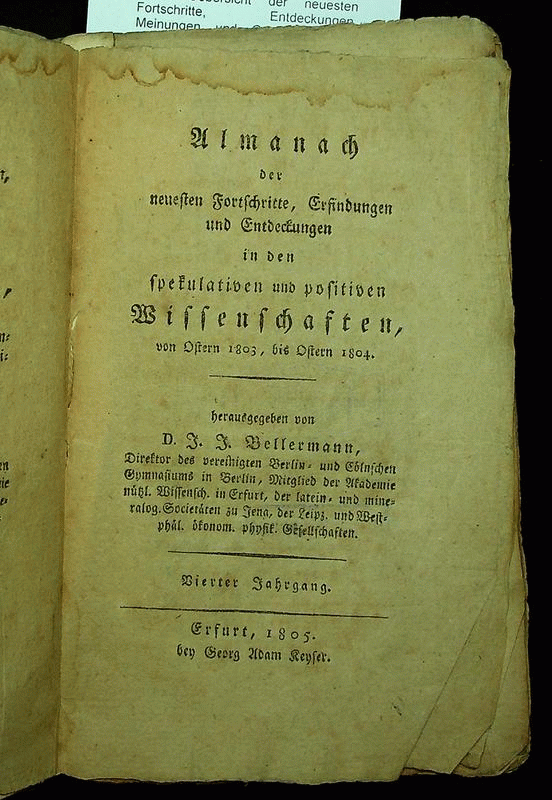 der neuesten
Fortschritte, Entdeckungen
Meinungen und
Almanach
der
neuesten Fortschritte, Erfindungen
und Entdeckungen
in den
spekulativen und positiven
Wissenschaften,
von Ostern 1803, bis Ostern 1804.
herausgegeben von
D. J. J. Bellermann,
Direktor des vereinigten Berlin- und Cölnschen
Gymnasiums in Berlin, Mitglied der Akademie
nützl. Wissensch. in Erfurt, der latein- und mine-
ralog. Societäten zu Jena, der Leipz. und West-
phäl. ökonom. physik. Gesellschaften.
Vierter Jahrgang.
Erfurt, 1805.
bey Georg Adam Keyser.